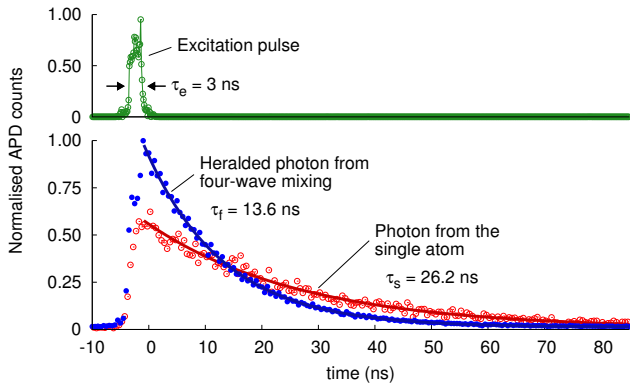 Normalised APD counts
1.00
0.50
0
Excitation pulse
τe = 3 ns
1.00
0.75
0.50
0.25
0
Heralded photon from
four-wave mixing
τf = 13.6 ns
Photon from the
single atom
τs = 26.2 ns
-10 0 10 20 30 40 50 60 70 80
time (ns)